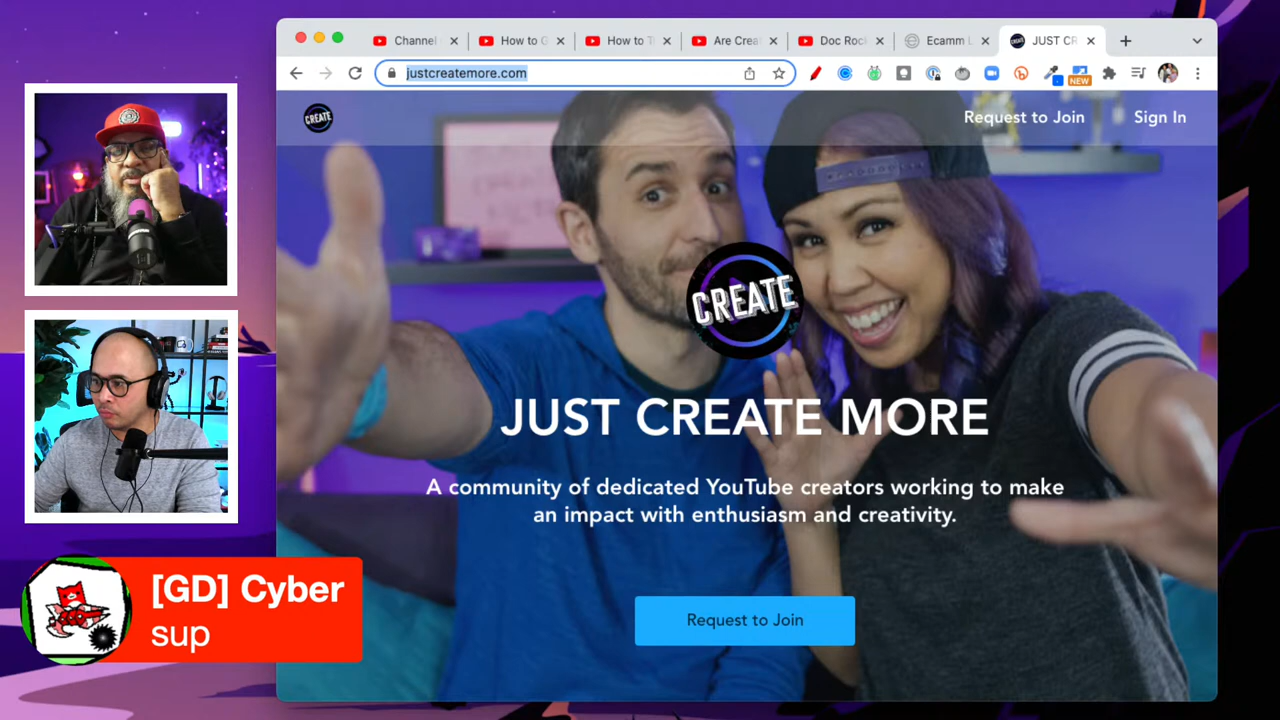 Channel
How to G
How to T
Are Crea
Doc Rock
Ecamm L
JUST CR
justcreatemore.com
NEW
CREATE
Request to Join
Sign In
CREATE
JUST CREATE MORE
A community of dedicated YouTube creators working to make
an impact with enthusiasm and creativity.
Request to Join
[GD] Cyber
sup